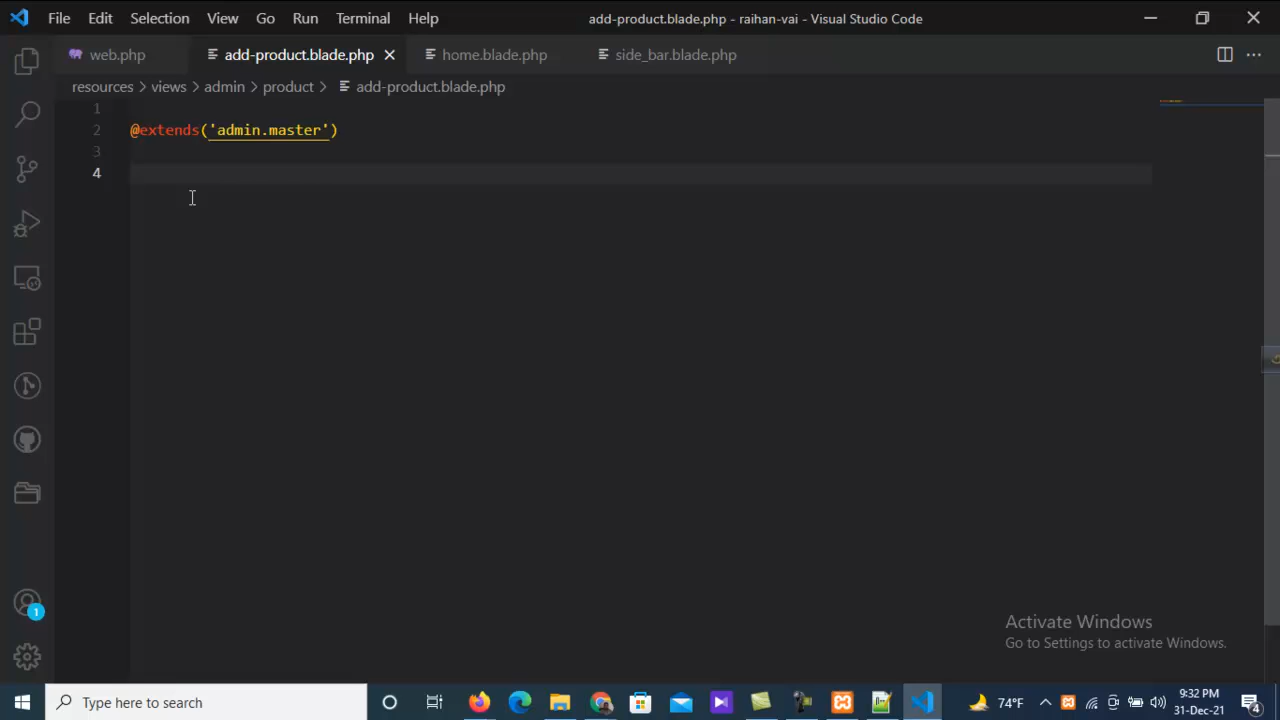 File Edit Selection View Go Run Terminal Help add-product.blade.php - raihan-vai - Visual Studio Code
web.php add-product.blade.php home.blade.php side_bar.blade.php
resources > views > admin > product > add-product.blade.php
1
2 @extends('admin.master')
3
4
1
Activate Windows
Go to Settings to activate Windows.
Type here to search 74°F 9:32 PM
31-Dec-21 4